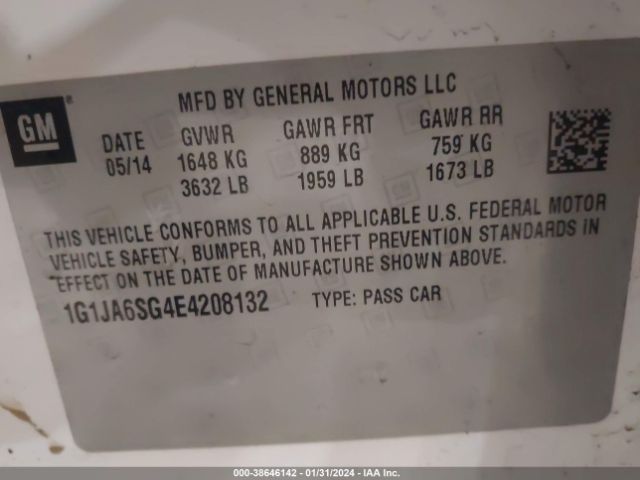 MFD BY GENERAL MOTORS LLC
GM®
DATE GVWR GAWR FRT GAWR RR
05/14 1648 KG 889 KG 759 KG
3632 LB 1959 LB 1673 LB
THIS VEHICLE CONFORMS TO ALL APPLICABLE U.S. FEDERAL MOTOR
VEHICLE SAFETY, BUMPER, AND THEFT PREVENTION STANDARDS IN
EFFECT ON THE DATE OF MANUFACTURE SHOWN ABOVE.
1G1JA6SG4E4208132 TYPE: PASS CAR
000-38646142 - 01/31/2024 - IAA Inc.